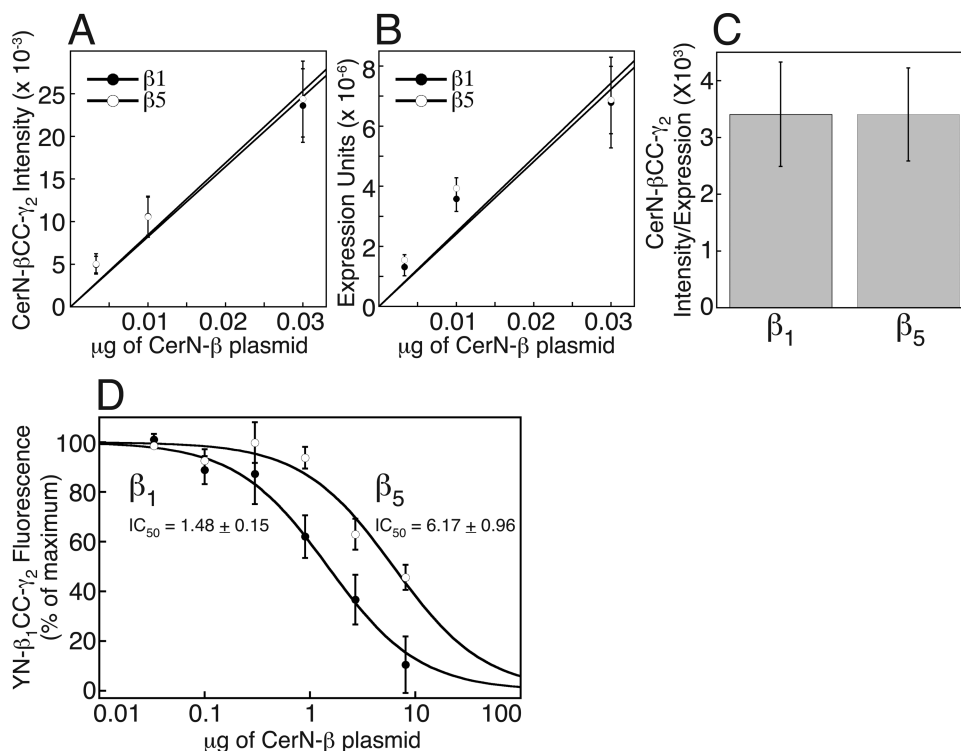 A
CerN-βCC-γ2 Intensity (x 10-3)
25
20
15
10
5
0
β1
β5
0.01
0.02
0.03
μg of CerN-β plasmid
B
Expression Units (x 10-6)
8
6
4
2
0
β1
β5
0.01
0.02
0.03
μg of CerN-β plasmid
C
CerN-βCC-γ2
Intensity/Expression (X103)
4
3
2
1
0
β1
β5
D
YN-β1CC-γ2 Fluorescence
(% of maximum)
100
80
60
40
20
0
β1
IC50 = 1.48 ± 0.15
β5
IC50 = 6.17 ± 0.96
0.01
0.1
1
10
100
μg of CerN-β plasmid